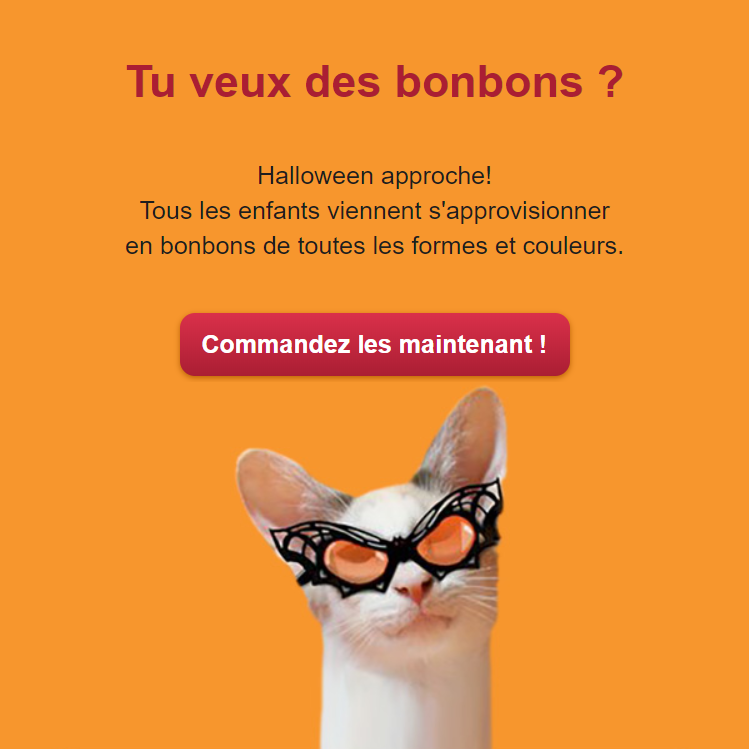 Tu veux des bonbons ?
Halloween approche!
Tous les enfants viennent s'approvisionner
en bonbons de toutes les formes et couleurs.
Commandez les maintenant !